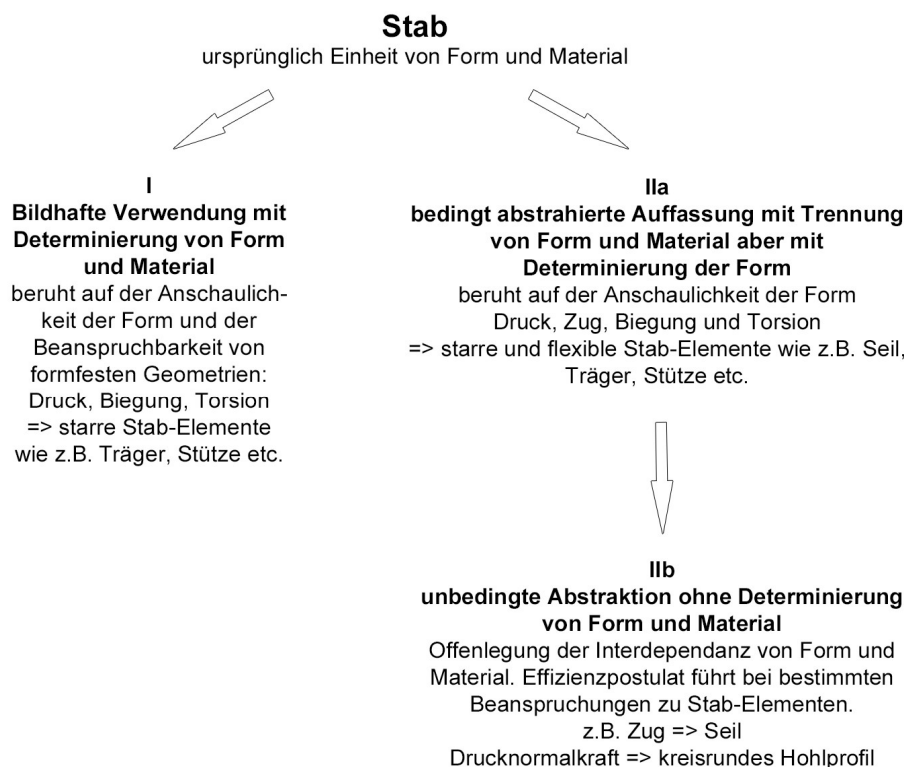 Stab
ursprünglich Einheit von Form und Material
I
Bildhafte Verwendung mit
Determinierung von Form
und Material
beruht auf der Anschaulich-
keit der Form und der
Beanspruchbarkeit von
formfesten Geometrien:
Druck, Biegung, Torsion
=> starre Stab-Elemente
wie z.B. Träger, Stütze etc.
IIa
bedingt abstrahierte Auffassung mit Trennung
von Form und Material aber mit
Determinierung der Form
beruht auf der Anschaulichkeit der Form
Druck, Zug, Biegung und Torsion
=> starre und flexible Stab-Elemente wie z.B. Seil,
Träger, Stütze etc.
IIb
unbedingte Abstraktion ohne Determinierung
von Form und Material
Offenlegung der Interdependanz von Form und
Material. Effizienzpostulat führt bei bestimmten
Beanspruchungen zu Stab-Elementen.
z.B. Zug => Seil
Drucknormalkraft => kreisrundes Hohlprofil